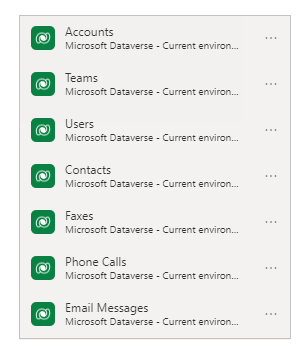 Accounts
Microsoft Dataverse - Current environ...
Teams
Microsoft Dataverse - Current environ...
Users
Microsoft Dataverse - Current environ...
Contacts
Microsoft Dataverse - Current environ...
Faxes
Microsoft Dataverse - Current environ...
Phone Calls
Microsoft Dataverse - Current environ...
Email Messages
Microsoft Dataverse - Current environ...